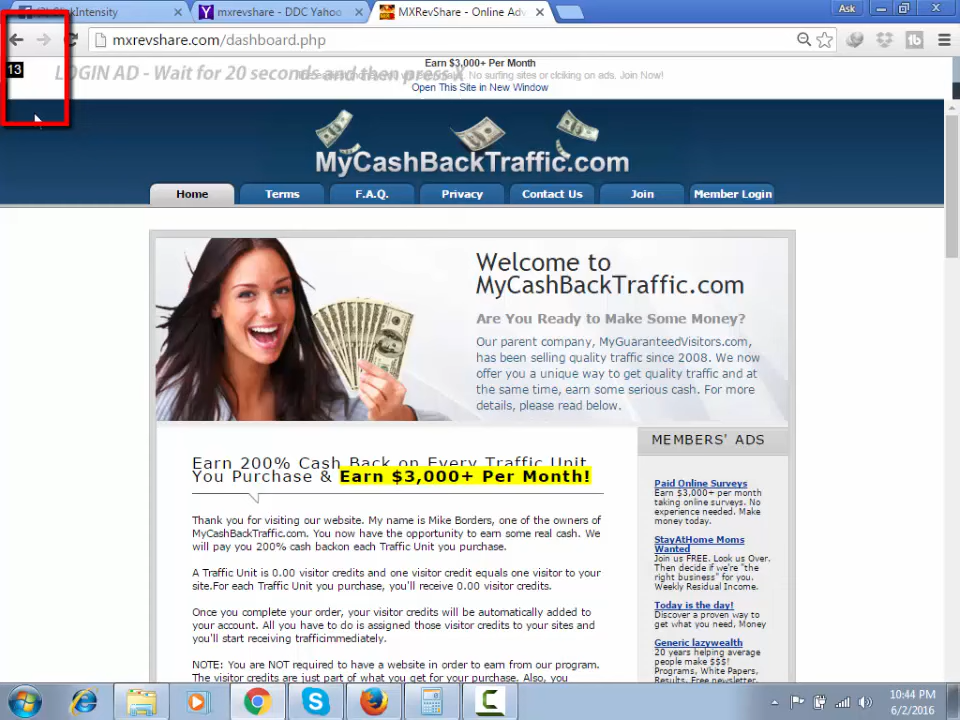 ClickIntensity
mxrevshare - DDC Yahoo
MXRevShare - Online Adv
Ask
mxrevshare.com/dashboard.php
13
LOGIN AD - Wait for 20 seconds and then press X
Earn $3,000+ Per Month
No surfing sites or clicking on ads. Join Now!
Open This Site in New Window
MyCashBackTraffic.com
Home
Terms
F.A.Q.
Privacy
Contact Us
Join
Member Login
Welcome to
MyCashBackTraffic.com
Are You Ready to Make Some Money?
Our parent company, MyGuaranteedVisitors.com,
has been selling quality traffic since 2008. We now
offer you a unique way to get quality traffic and at
the same time, earn some serious cash. For more
details, please read below.
Earn 200% Cash Back on Every Traffic Unit
You Purchase & Earn $3,000+ Per Month!
Thank you for visiting our website. My name is Mike Borders, one of the owners of
MyCashBackTraffic.com. You now have the opportunity to earn some real cash. We
will pay you 200% cash backon each Traffic Unit you purchase.
A Traffic Unit is 0.00 visitor credits and one visitor credit equals one visitor to your
site.For each Traffic Unit you purchase, you'll receive 0.00 visitor credits.
Once you complete your order, your visitor credits will be automatically added to
your account. All you have to do is assigned those visitor credits to your sites and
you'll start receiving trafficimmediately.
NOTE: You are NOT required to have a website in order to earn from our program.
The visitor credits are just part of what you get for your purchase. Also, you
MEMBERS' ADS
Paid Online Surveys
Earn $3,000+ per month
taking online surveys. No
experience needed. Make
money today.
StayAtHome Moms
Wanted
Join us FREE. Look us Over.
Then decide if we're "the
right business" for you.
Weekly Residual Income.
Today is the day!
Discover a proven way to
get what you need, Money
Generic lazywealth
20 years helping average
people make $$$!
Programs, White Papers,
Results. Free newsletter.
10:44 PM
6/2/2016